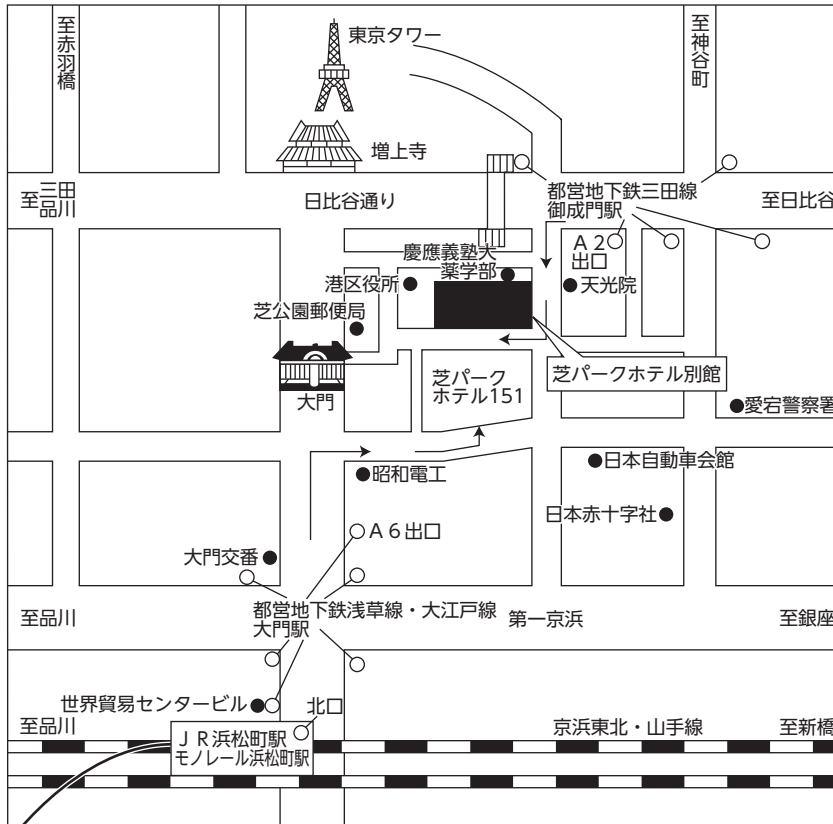 至赤羽橋
東京タワー
至神谷町
増上寺
至三田
品川
日比谷通り
都営地下鉄三田線
御成門駅
至日比谷
慶應義塾大
薬学部
A2
出口
港区役所
天光院
芝公園郵便局
芝パークホテル別館
大門
芝パーク
ホテル151
愛宕警察署
昭和電工
日本自動車会館
A6出口
日本赤十字社
大門交番
至品川
都営地下鉄浅草線・大江戸線
大門駅
第一京浜
至銀座
世界貿易センタービル
北口
至品川
京浜東北・山手線
至新橋
JR浜松町駅
モノレール浜松町駅